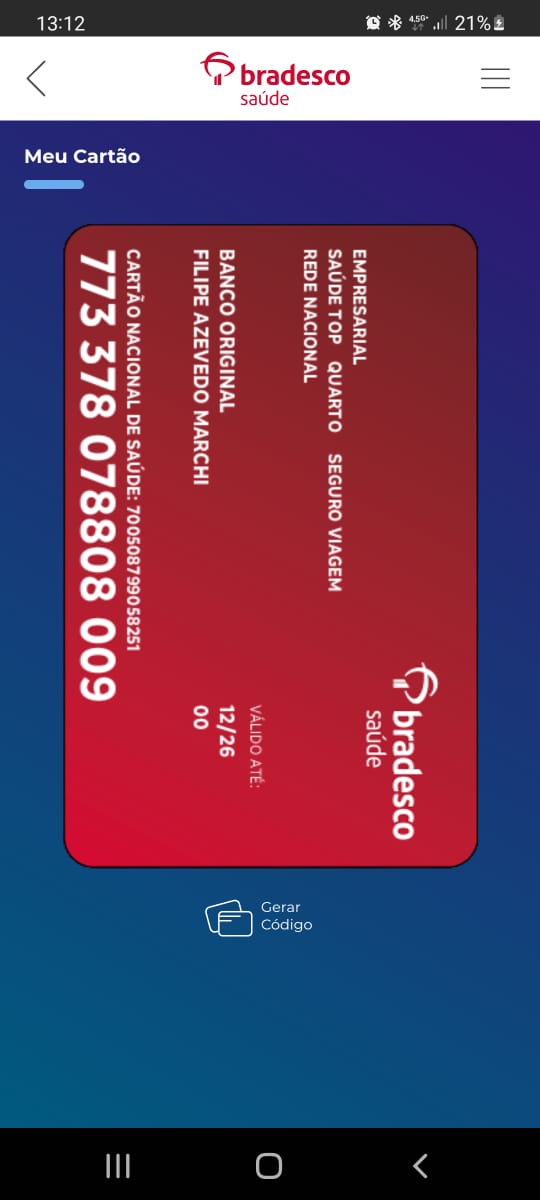 13:12
4,5G+
21%
bradesco
saúde
Meu Cartão
bradesco
saúde
EMPRESARIAL
SAÚDE TOP QUARTO SEGURO VIAGEM
REDE NACIONAL
VÁLIDO ATÉ:
BANCO ORIGINAL 12/26
FILIPE AZEVEDO MARCHI 00
CARTÃO NACIONAL DE SAÚDE: 700508799058251
773 378 078808 009
Gerar
Código